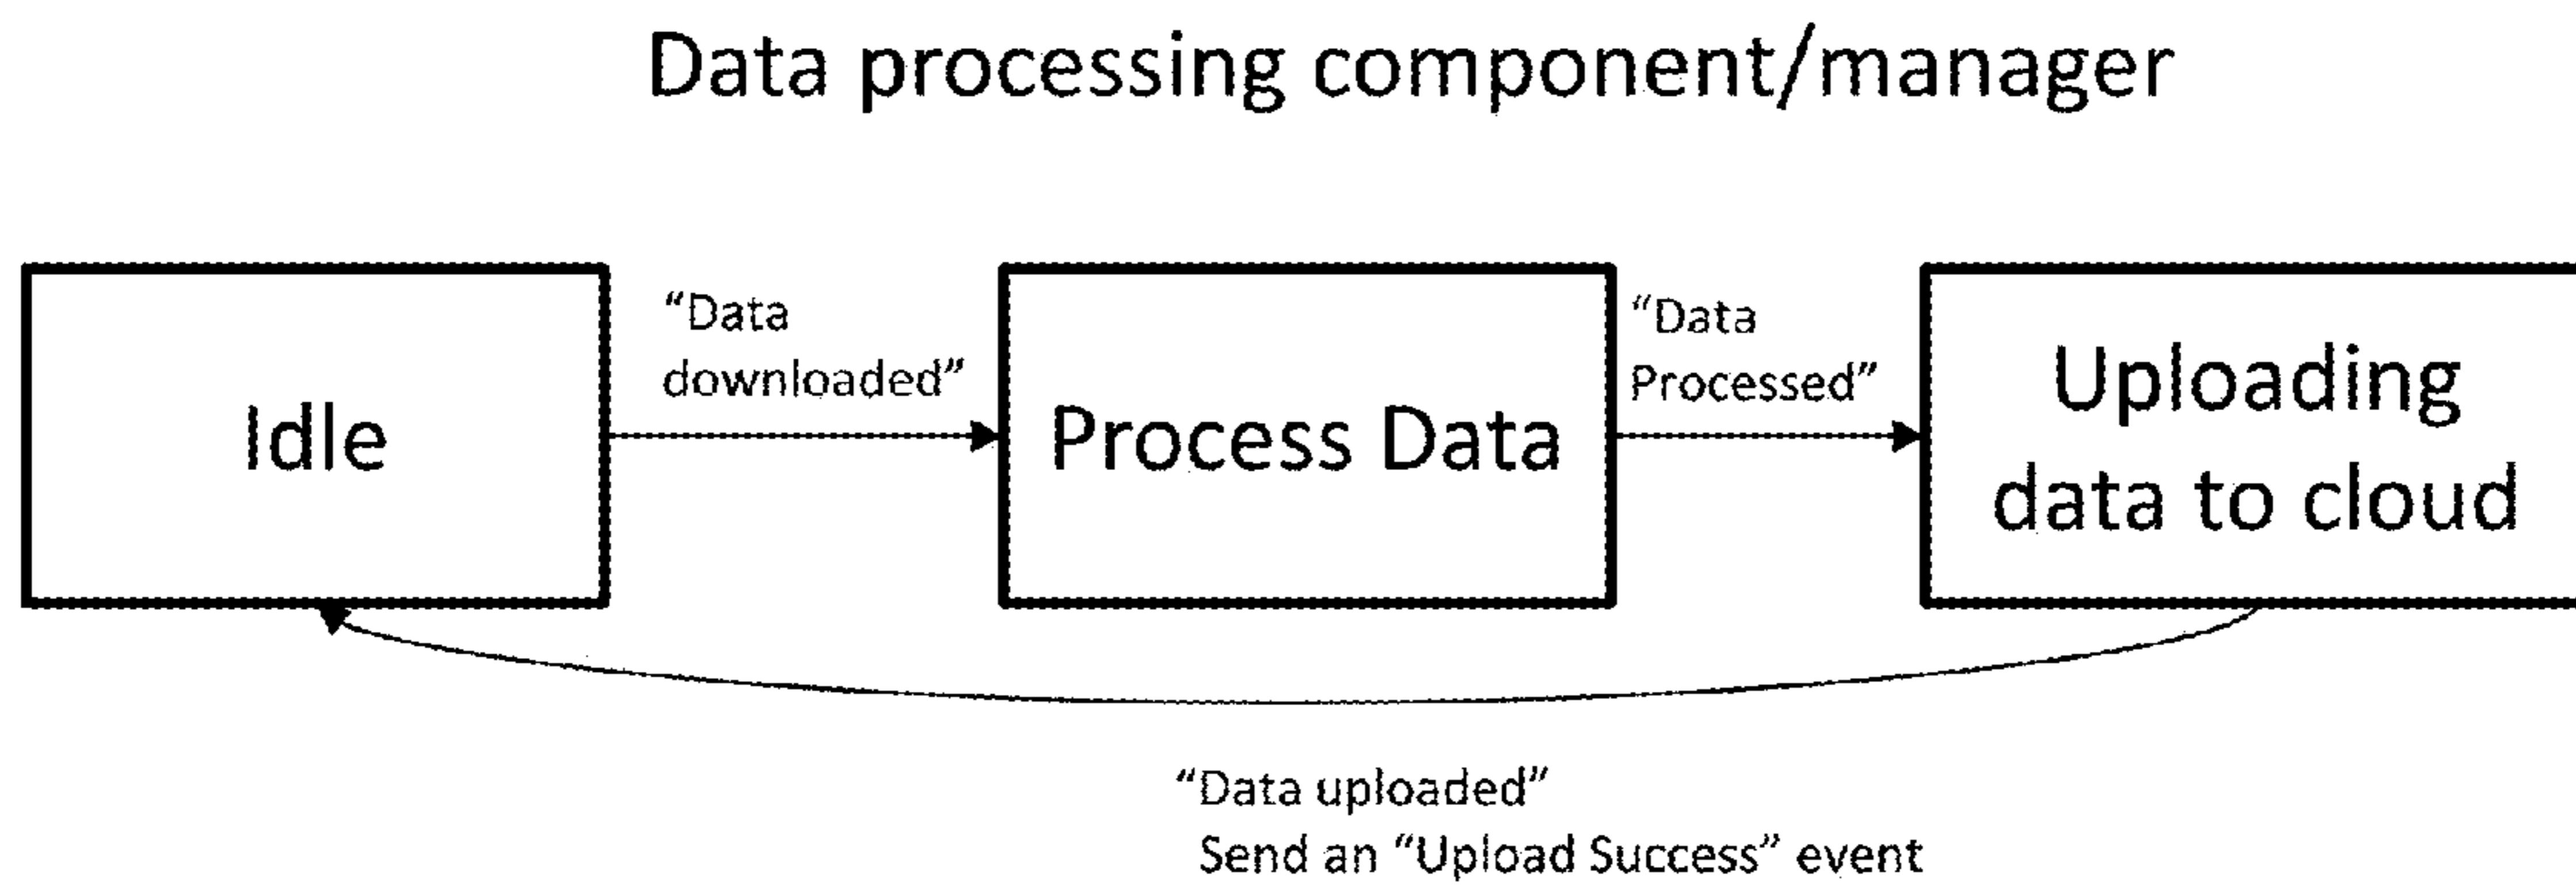 Data processing component/manager
Idle
“Data
downloaded”
Process Data
“Data
Processed”
Uploading
data to cloud
“Data uploaded”
Send an “Upload Success” event